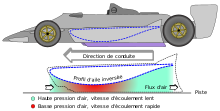 Direction de conduite
Profil d'aile inversée
Flux d'air
Piste
Haute pression d'air, vitesse d'écoulement lent
Basse pression d'air, vitesse d'écoulement rapide